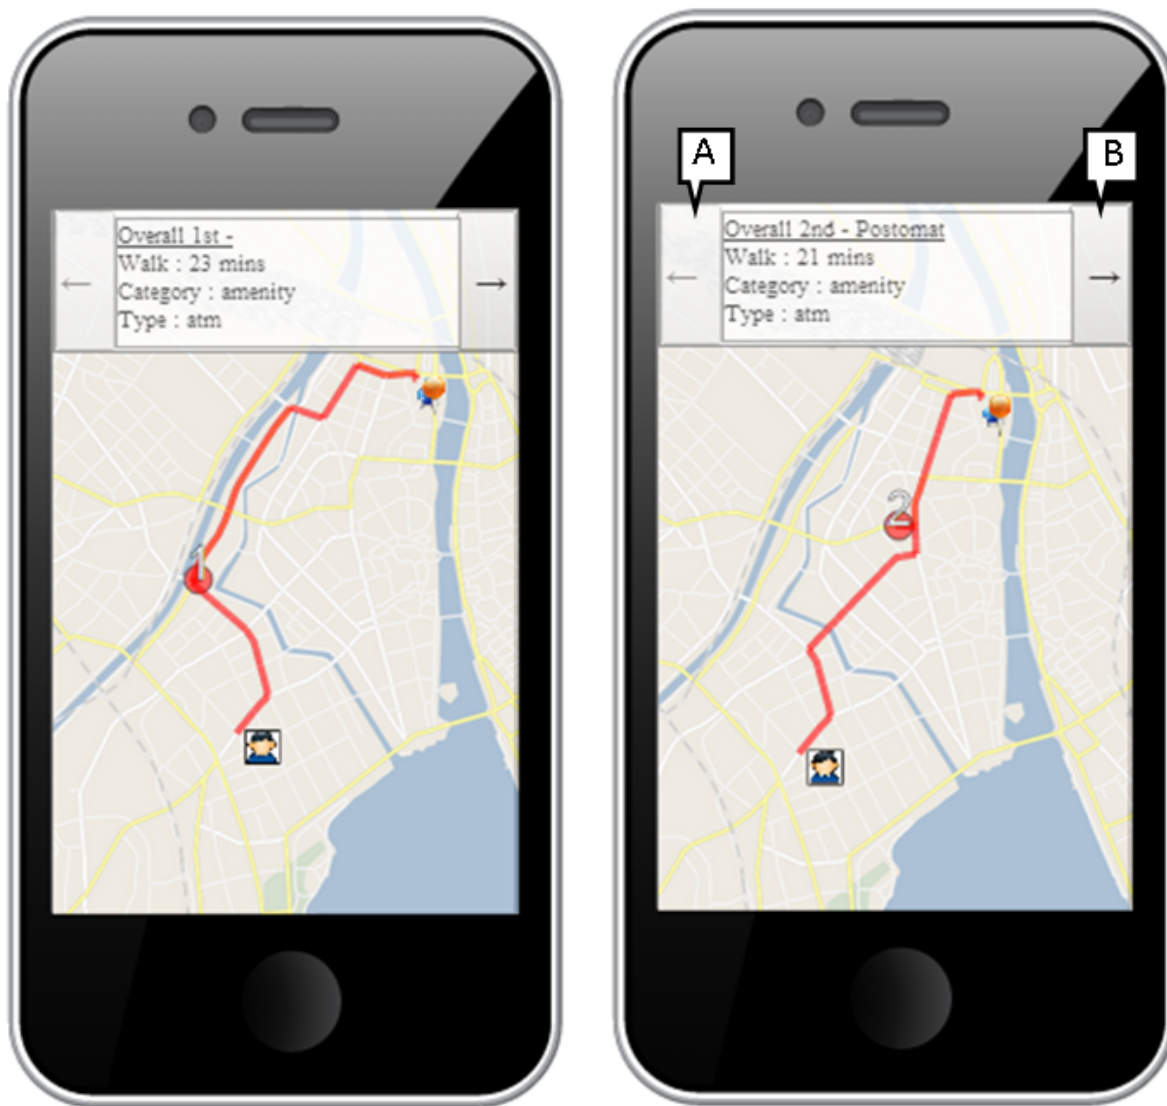 Overall 1st -
Walk : 23 mins
Category : amenity
Type : atm
←
→
1
A
B
Overall 2nd - Postomat
Walk : 21 mins
Category : amenity
Type : atm
←
→
2